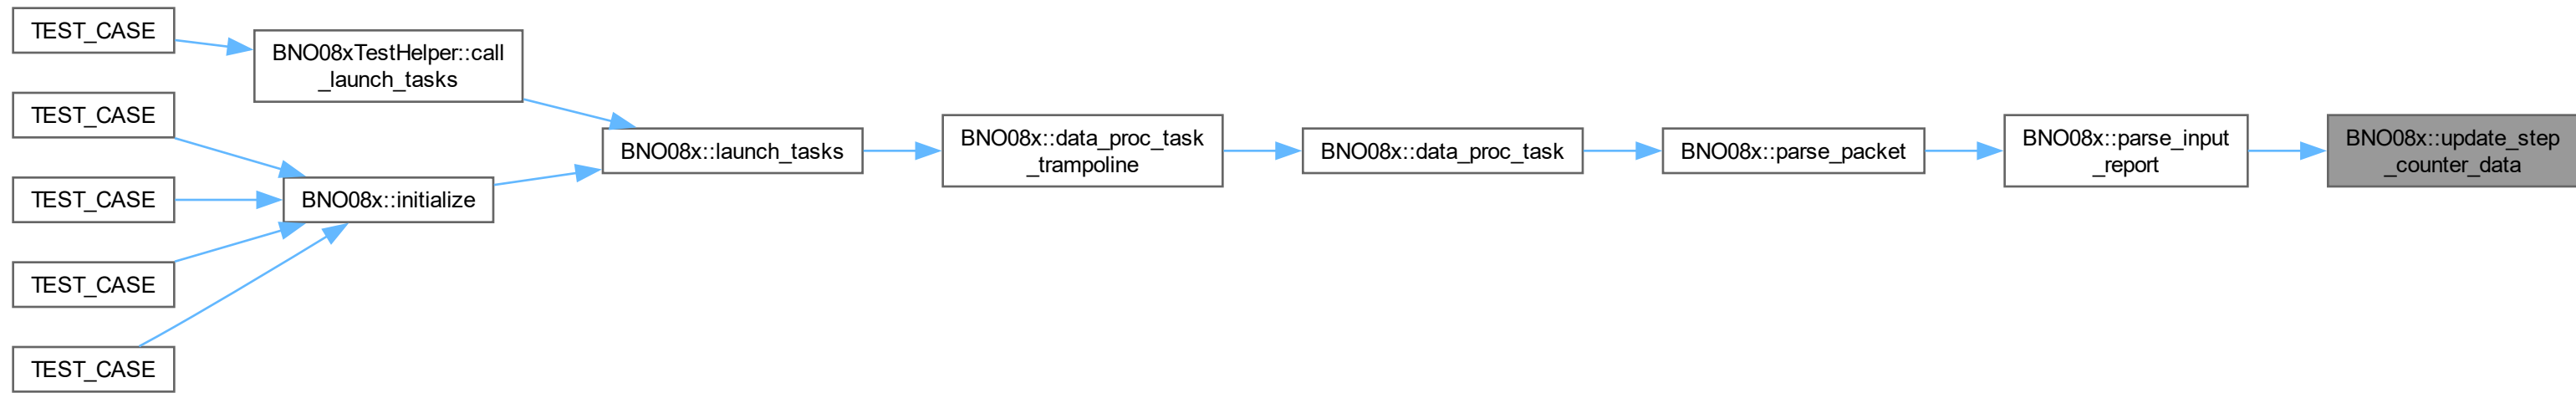 TEST_CASE
TEST_CASE
TEST_CASE
TEST_CASE
TEST_CASE
BNO08xTestHelper::call
_launch_tasks
BNO08x::initialize
BNO08x::launch_tasks
BNO08x::data_proc_task
_trampoline
BNO08x::data_proc_task
BNO08x::parse_packet
BNO08x::parse_input
_report
BNO08x::update_step
_counter_data